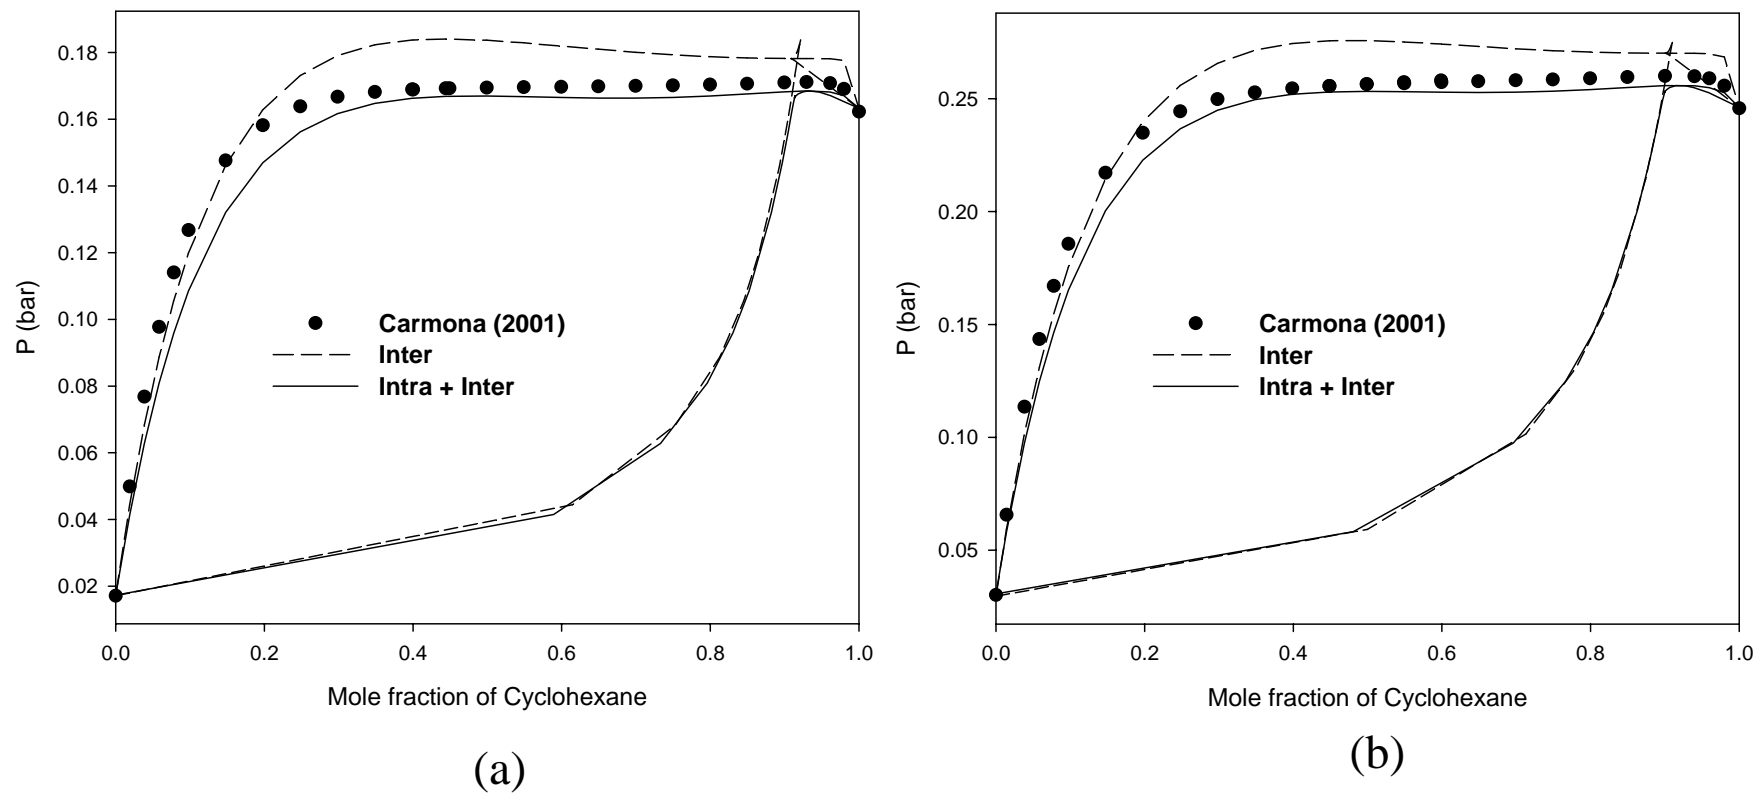 0.18
0.16
0.14
0.12
0.10
0.08
0.06
0.04
0.02
P (bar)
Carmona (2001)
Inter
Intra + Inter
0.0 0.2 0.4 0.6 0.8 1.0
Mole fraction of Cyclohexane
(a)
0.25
0.20
0.15
0.10
0.05
P (bar)
Carmona (2001)
Inter
Intra + Inter
0.0 0.2 0.4 0.6 0.8 1.0
Mole fraction of Cyclohexane
(b)